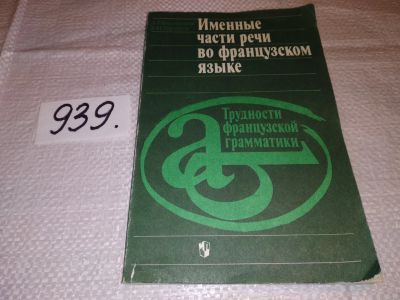 939.
Именные
части речи
во французском
языке
Трудности
французской
грамматики